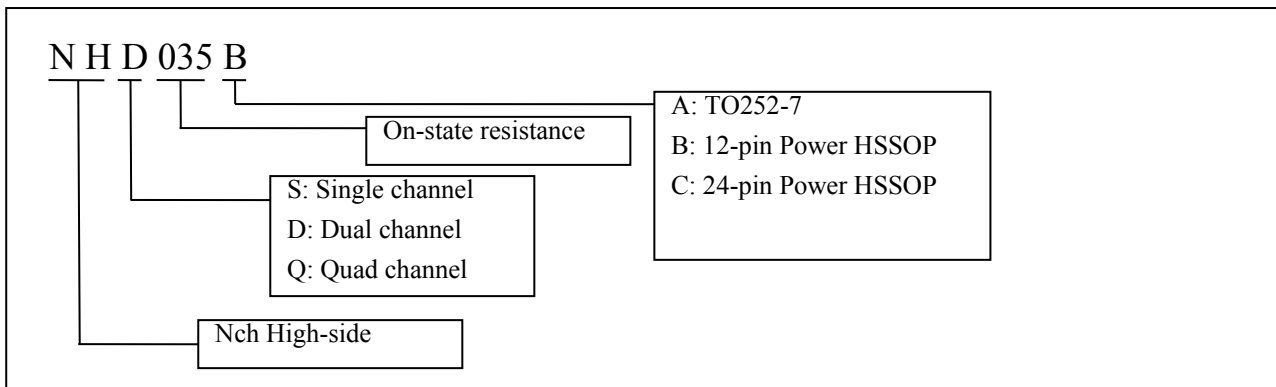 N H D 035 B
A: TO252-7
B: 12-pin Power HSSOP
C: 24-pin Power HSSOP
On-state resistance
S: Single channel
D: Dual channel
Q: Quad channel
Nch High-side